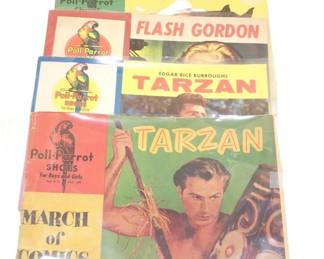 Poll-Parrot
FLASH GORDON
Poll-Parrot
EDGAR RICE BURROUGHS
TARZAN
Poll-Parrot
SHOES
TARZAN
Poll-Parrot
SHOES
For Boys and Girls
MARCH
of
COMICS